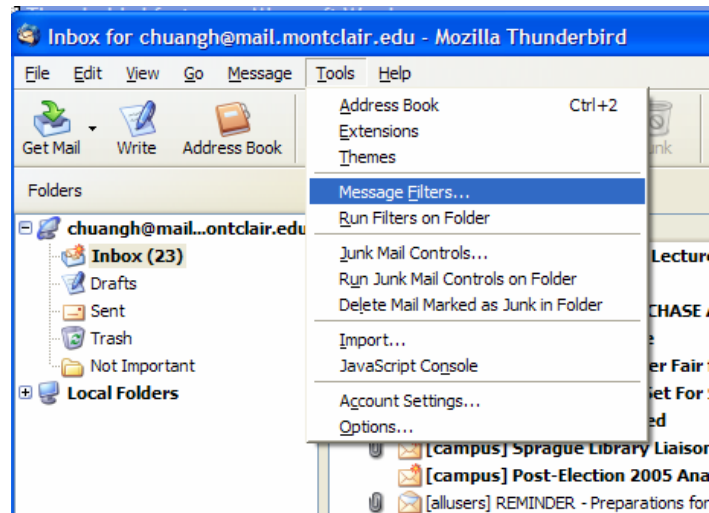 Inbox for chuangh@mail.montclair.edu - Mozilla Thunderbird
File Edit View Go Message Tools Help
Get Mail Write Address Book
Folders
chuangh@mail...ontclair.edu
Inbox (23)
Drafts
Sent
Trash
Not Important
Local Folders
Address Book Ctrl+2
Extensions
Themes
Message Filters...
Run Filters on Folder
Junk Mail Controls...
Run Junk Mail Controls on Folder
Delete Mail Marked as Junk in Folder
Import...
JavaScript Console
Account Settings...
Options...
Lecture
CHASE
er Fair
Set For
[campus] Sprague Library Liaison
[campus] Post-Election 2005 Ana
[allusers] REMINDER - Preparations for